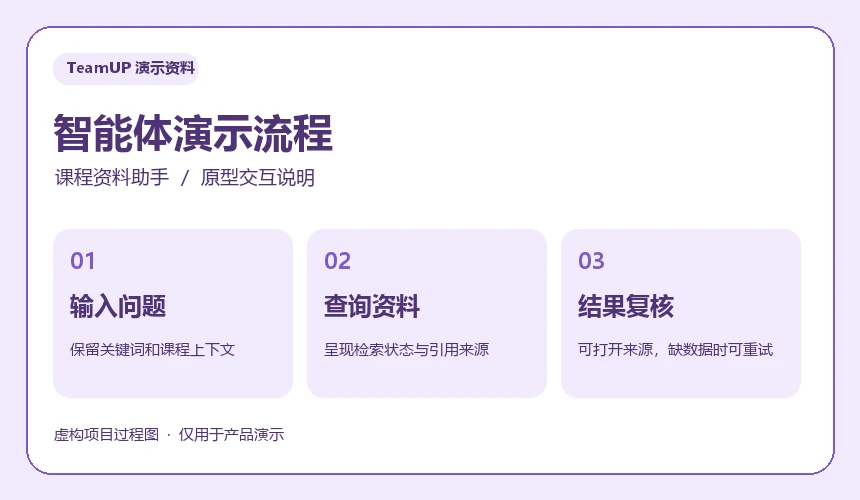 TeamUP 演示资料
智能体演示流程
课程资料助手 / 原型交互说明
01
输入问题
保留关键词和课程上下文
02
查询资料
呈现检索状态与引用来源
03
结果复核
可打开来源，缺数据时可重试
虚构项目过程图 · 仅用于产品演示